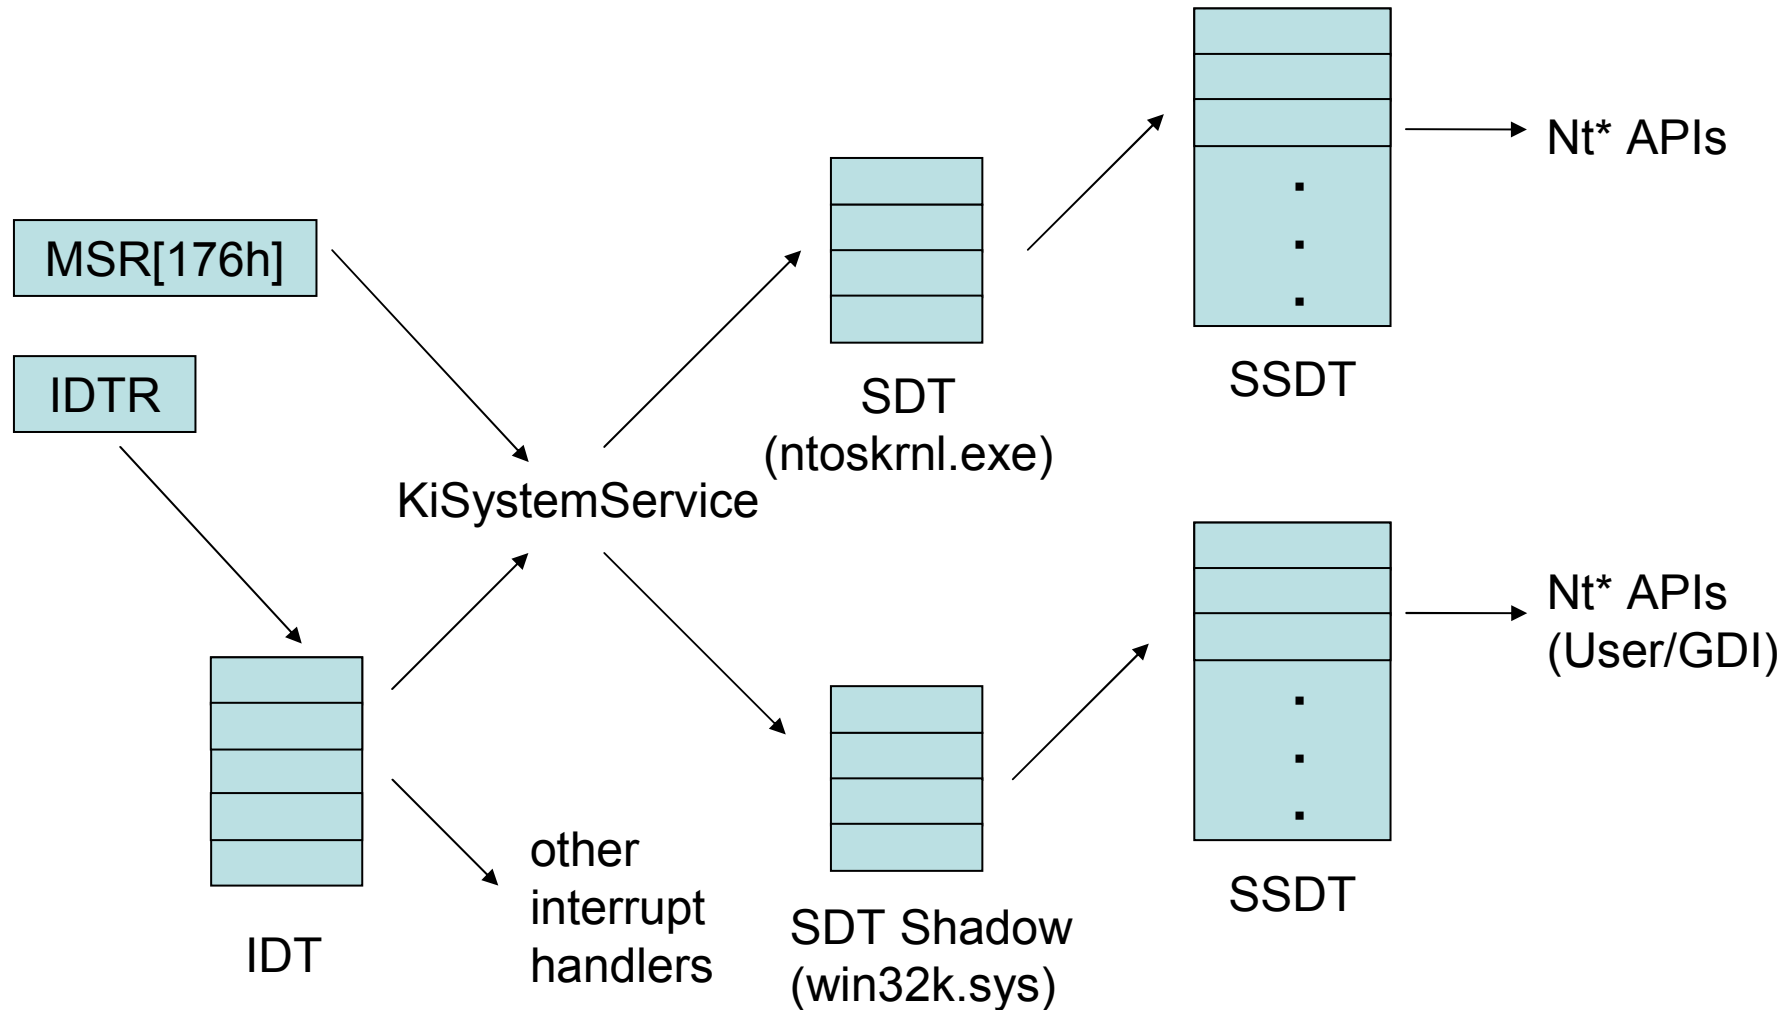 MSR[176h]
IDTR
IDT
KiSystemService
other
interrupt
handlers
SDT
(ntoskrnl.exe)
SDT Shadow
(win32k.sys)
SSDT
Nt* APIs
SSDT
Nt* APIs
(User/GDI)